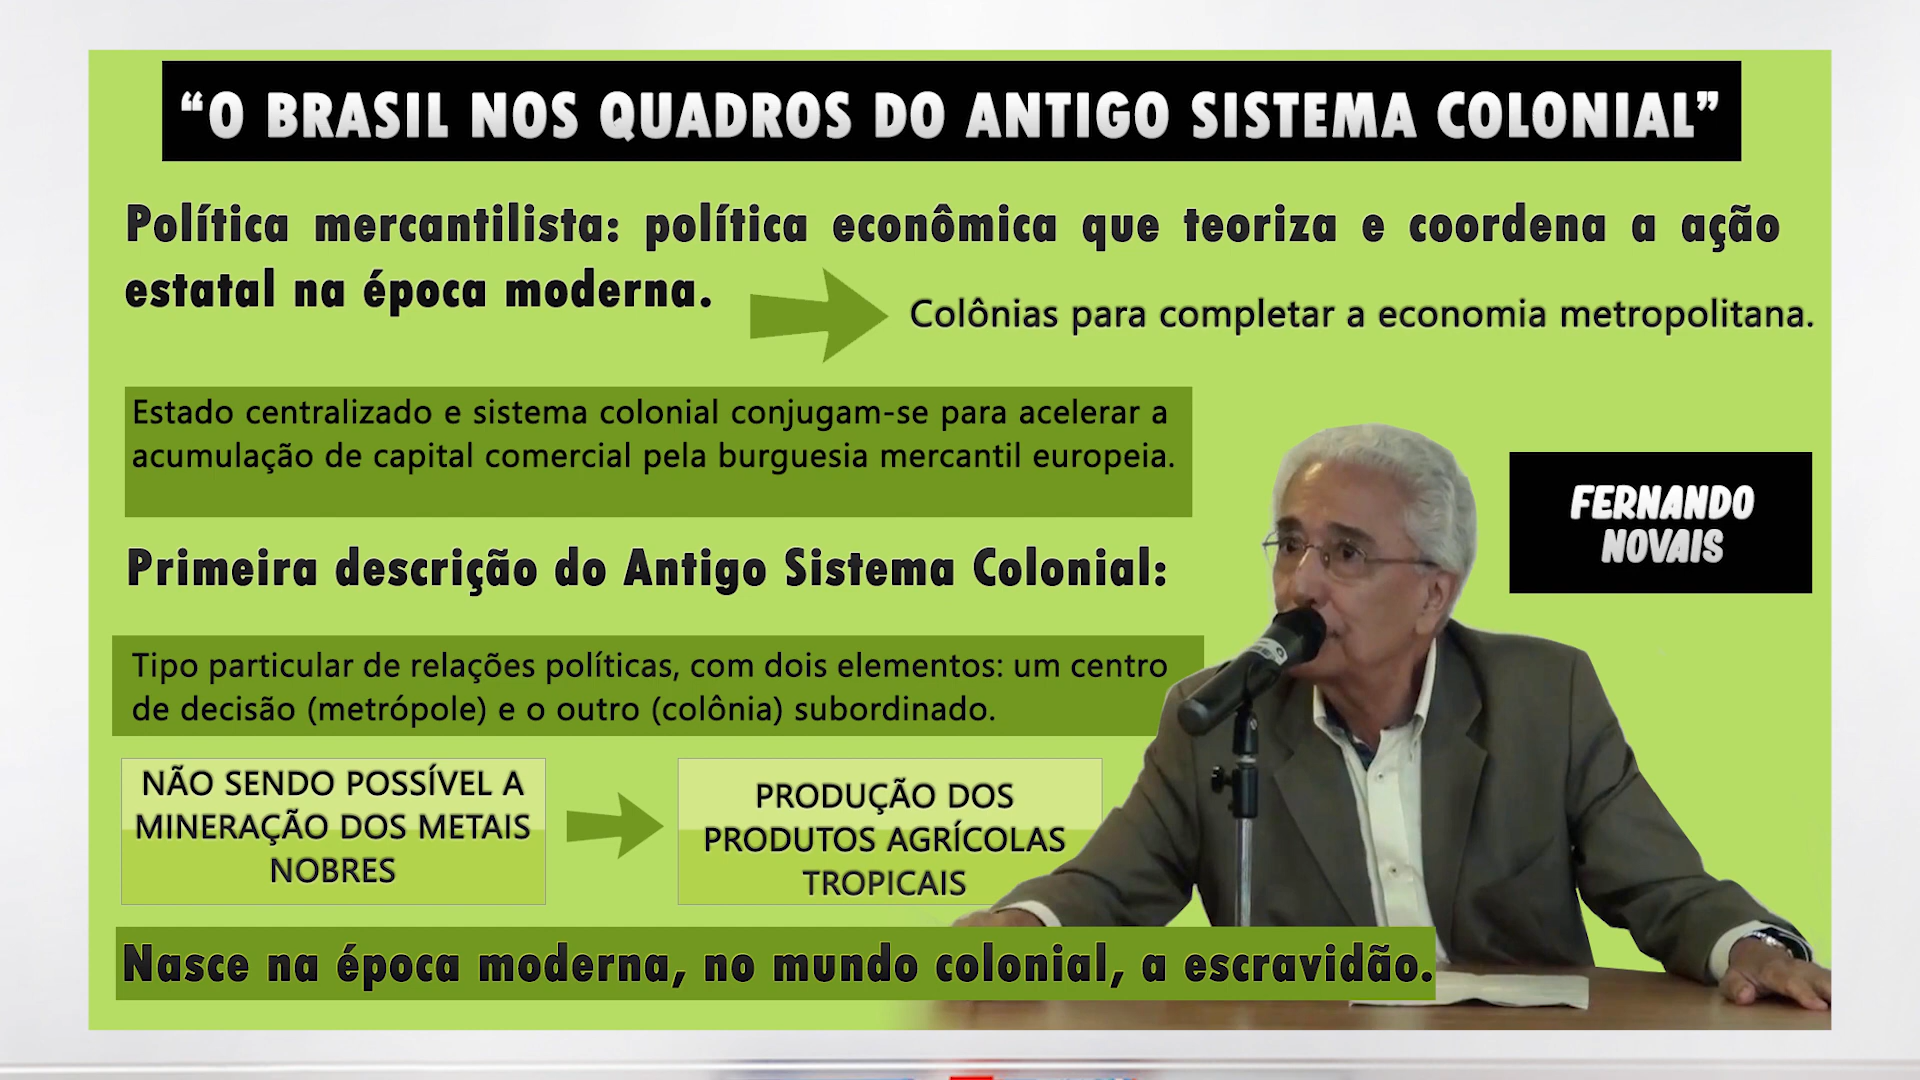 “O BRASIL NOS QUADROS DO ANTIGO SISTEMA COLONIAL”
Política mercantilista: política econômica que teoriza e coordena a ação
estatal na época moderna.
Colônias para completar a economia metropolitana.
Estado centralizado e sistema colonial conjugam-se para acelerar a
acumulação de capital comercial pela burguesia mercantil europeia.
FERNANDO
NOVAIS
Primeira descrição do Antigo Sistema Colonial:
Tipo particular de relações políticas, com dois elementos: um centro
de decisão (metrópole) e o outro (colônia) subordinado.
NÃO SENDO POSSÍVEL A
MINERAÇÃO DOS METAIS
NOBRES
PRODUÇÃO DOS
PRODUTOS AGRÍCOLAS
TROPICAIS
Nasce na época moderna, no mundo colonial, a escravidão.